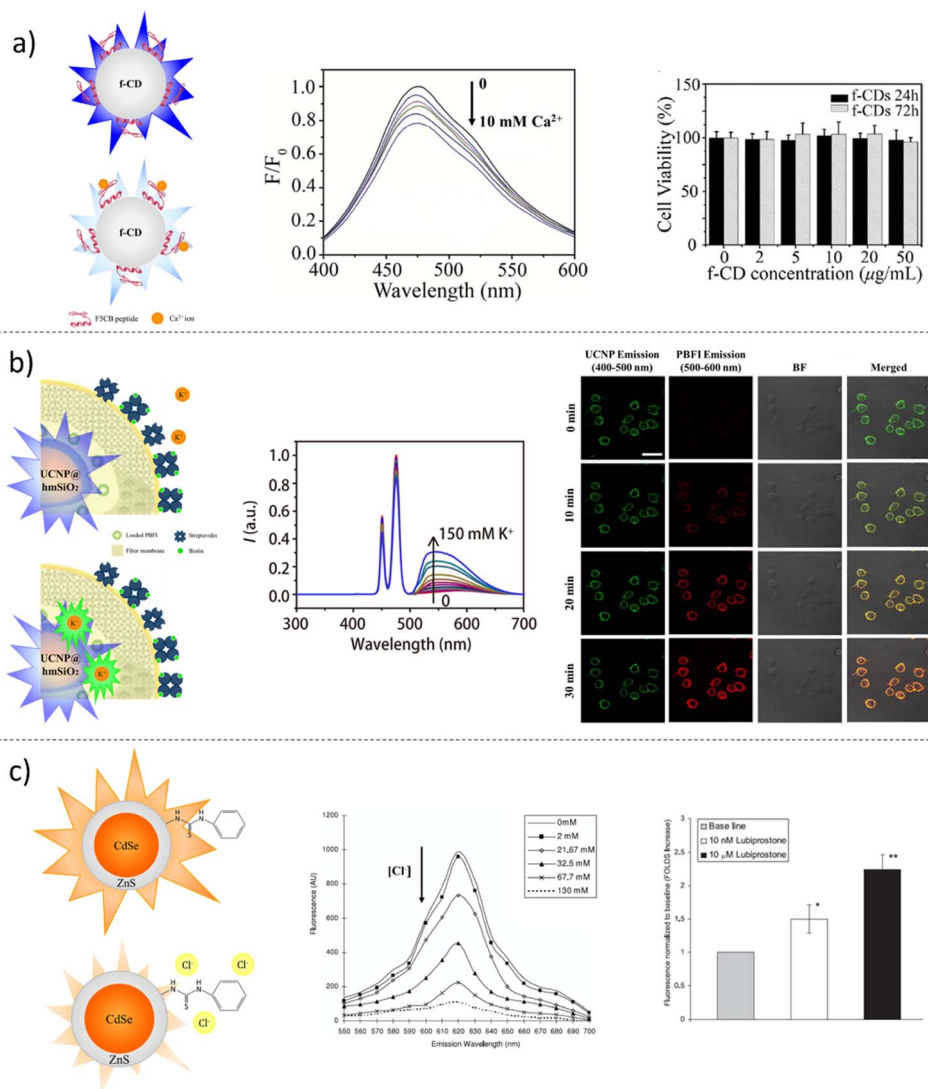 a)
f-CD
f-CD
F5CB peptide
Ca²⁺ ion
F/F₀
1.0
0.8
0.6
0.4
0.2
0.0
0
10 mM Ca²⁺
400
450
500
550
600
Wavelength (nm)
Cell Viability (%)
150
100
50
0
f-CDs 24h
f-CDs 72h
0
2
5
10
20
50
f-CD concentration (µg/mL)
b)
K⁺
K⁺
UCNP@
hmSiO₂
Loaded PBFI
Streptavidin
Filter membrane
Biotin
K⁺
K⁺
UCNP@
hmSiO₂
I (a.u.)
1.0
0.8
0.6
0.4
0.2
0.0
150 mM K⁺
0
300
400
500
600
700
Wavelength (nm)
UCNP Emission
(400-500 nm)
PBFI Emission
(500-600 nm)
BF
Merged
0 min
10 min
20 min
30 min
c)
CdSe
ZnS
H
N
H
N
S
CdSe
ZnS
Cl⁻
Cl⁻
Cl⁻
H
N
H
N
S
Fluorescence (AU)
1200
1000
800
600
400
200
0
[Cl⁻]
0mM
2 mM
21,67 mM
32.5 mM
67.7 mM
130 mM
550 560 570 580 590 600 610 620 630 640 650 660 670 680 690 700
Emission Wavelength (nm)
Fluorescence normalized to baseline (FOLDS Increase)
3
2,5
2
1,5
1
0,5
0
Base line
10 nM Lubiprostone
10 µM Lubiprostone
*
**